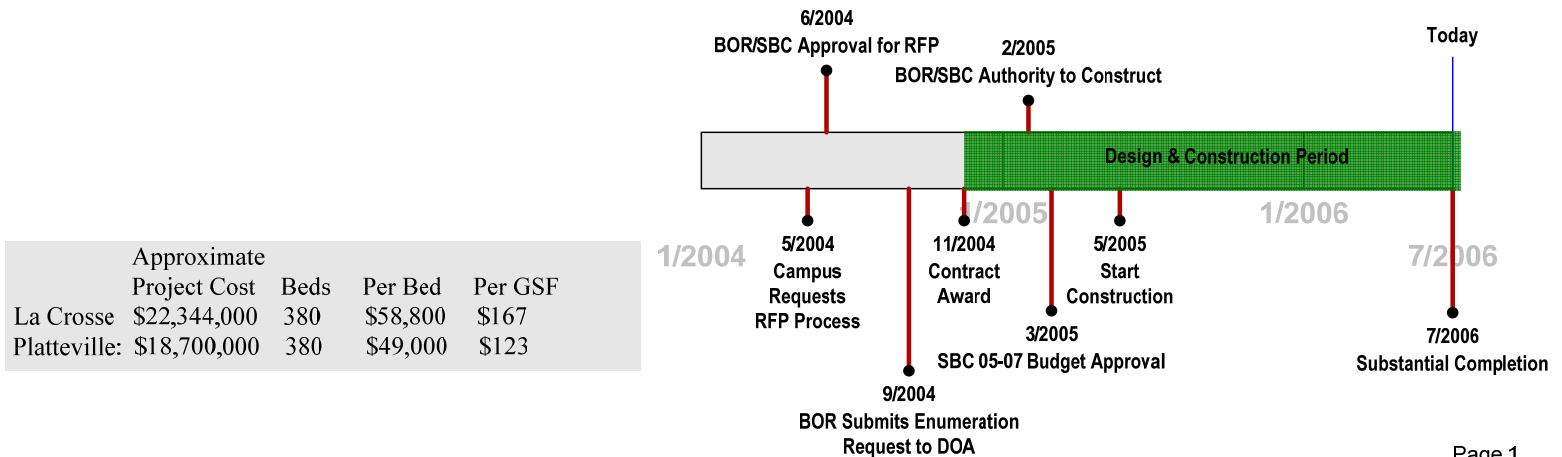 Approximate
Project Cost Beds Per Bed Per GSF
La Crosse $22,344,000 380 $58,800 $167
Platteville: $18,700,000 380 $49,000 $123
6/2004
BOR/SBC Approval for RFP
2/2005
BOR/SBC Authority to Construct
Today
Design & Construction Period
1/2004
1/2005
1/2006
7/2006
5/2004
Campus
Requests
RFP Process
11/2004
Contract
Award
5/2005
Start
Construction
3/2005
SBC 05-07 Budget Approval
7/2006
Substantial Completion
9/2004
BOR Submits Enumeration
Request to DOA
Page 1